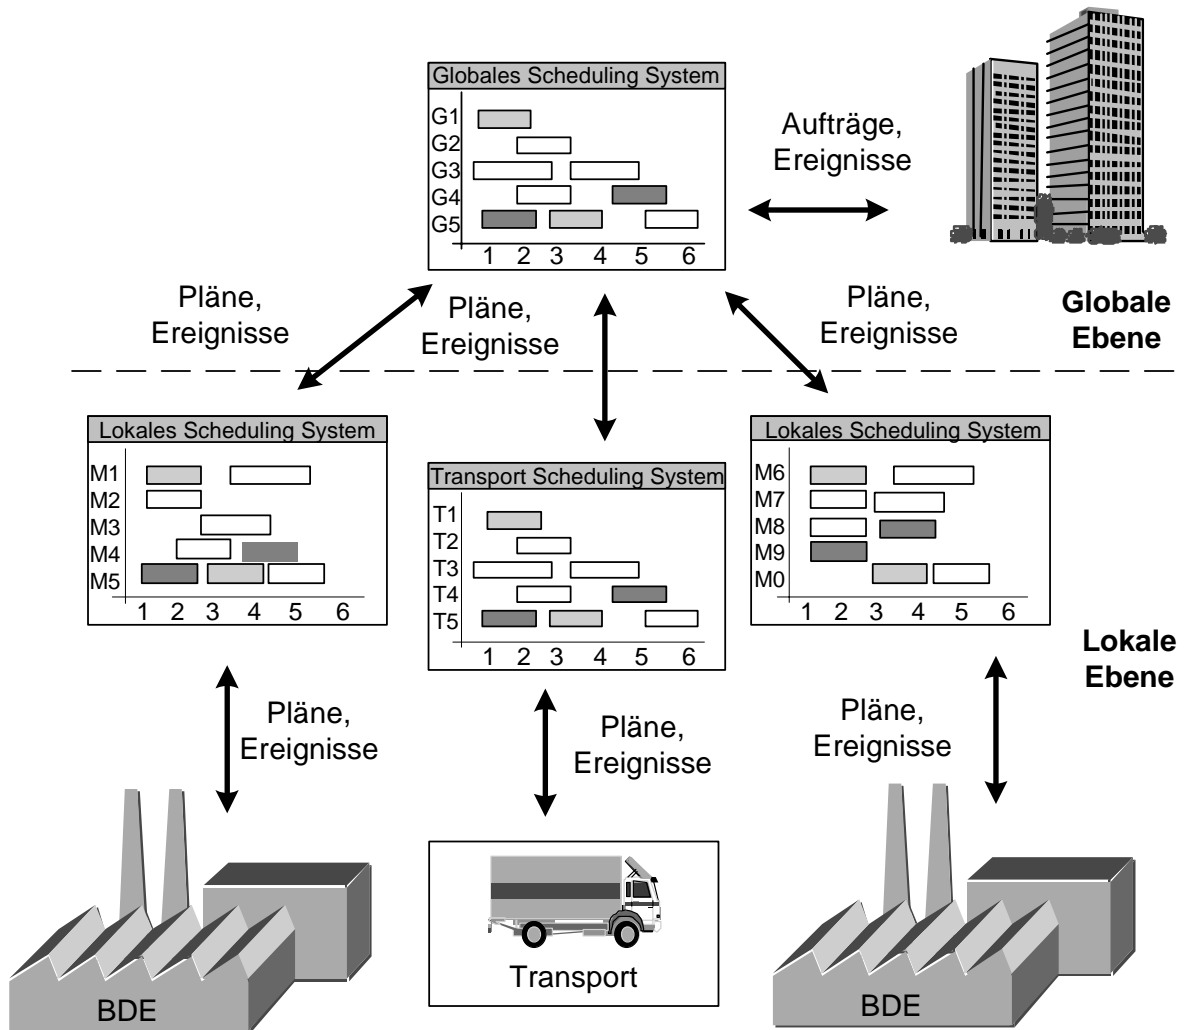 Globales Scheduling System
G1
G2
G3
G4
G5
1 2 3 4 5 6
Aufträge,
Ereignisse
Pläne,
Ereignisse
Pläne,
Ereignisse
Pläne,
Ereignisse
Globale
Ebene
Lokales Scheduling System
M1
M2
M3
M4
M5
1 2 3 4 5 6
Transport Scheduling System
T1
T2
T3
T4
T5
1 2 3 4 5 6
Lokales Scheduling System
M6
M7
M8
M9
M0
1 2 3 4 5 6
Lokale
Ebene
Pläne,
Ereignisse
Pläne,
Ereignisse
Pläne,
Ereignisse
BDE
Transport
BDE